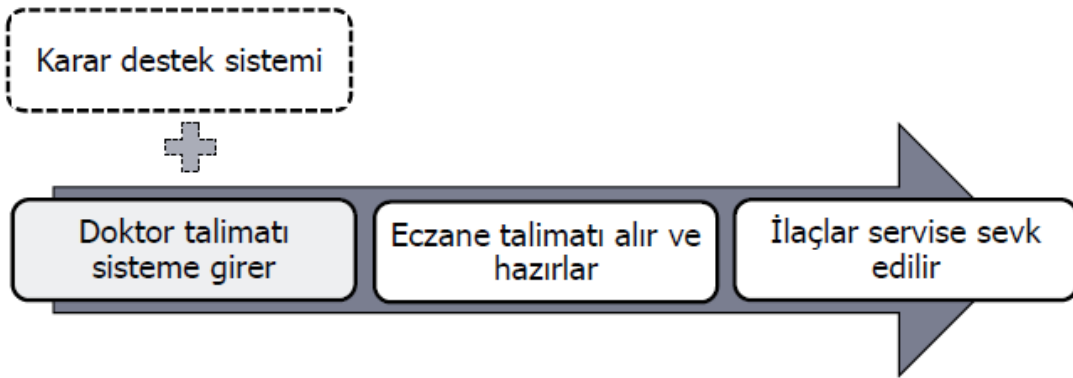 Karar destek sistemi
Doktor talimatı
sisteme girer
Eczane talimatı alır ve
hazırlar
İlaçlar servise sevk
edilir